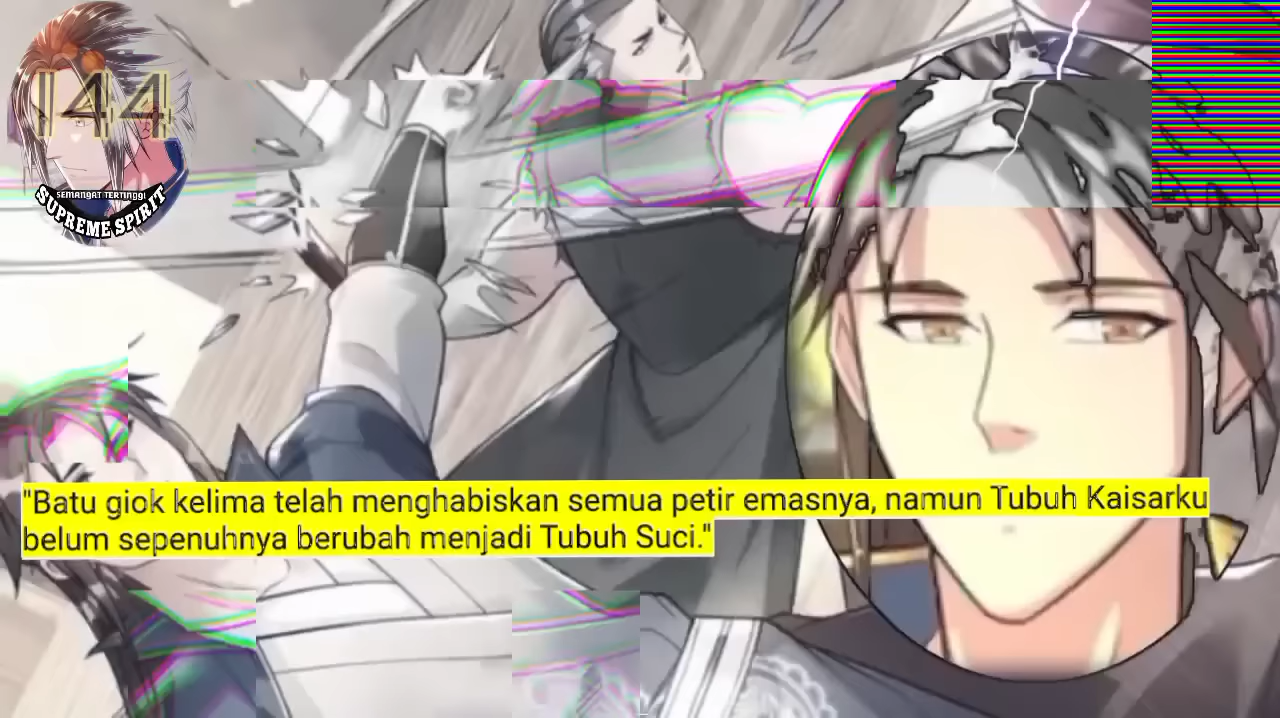 144
SEMANGAT TERTINGGI
SUPREME SPIRIT
"Batu giok kelima telah menghabiskan semua petir emasnya, namun Tubuh Kaisarku
belum sepenuhnya berubah menjadi Tubuh Suci."